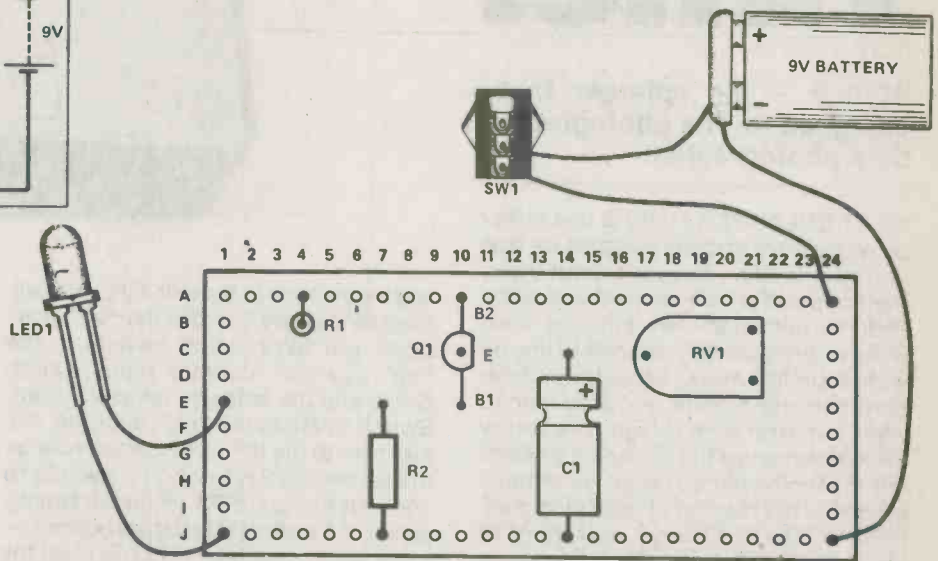 9V
+
9V BATTERY
−
SW1
LED1
1 2 3 4 5 6 7 8 9 10 11 12 13 14 15 16 17 18 19 20 21 22 23 24
A
B2
B
R1
C
Q1 E
RV1
D
E
B1
+
F
G
R2
C1
H
I
J